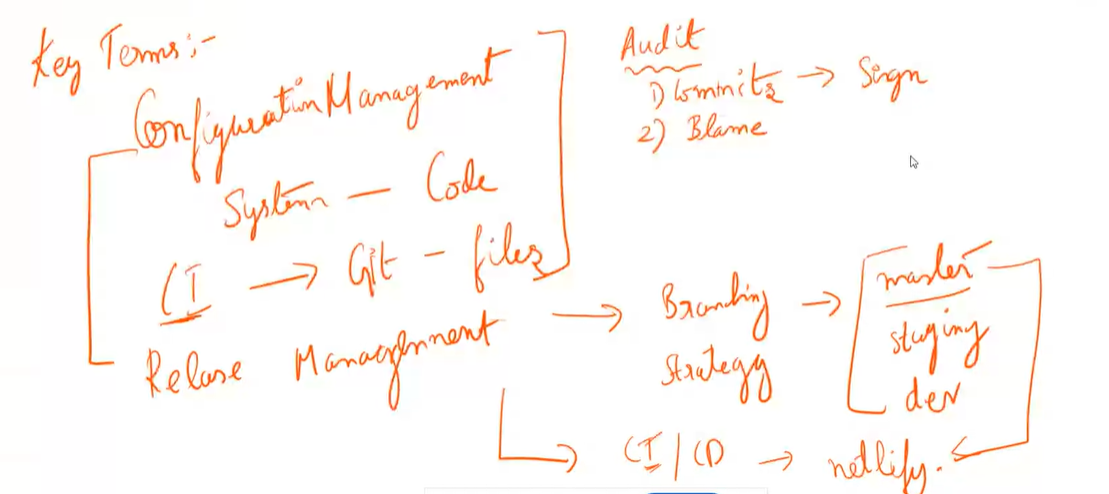 Key Terms:-
Configuration Management
System - Code
CI → Git - files
Relase Management
Audit
1) Commits → Sign
2) Blame
→ Branching Strategy → master
staging
dev
→ CI/CD → netlify.